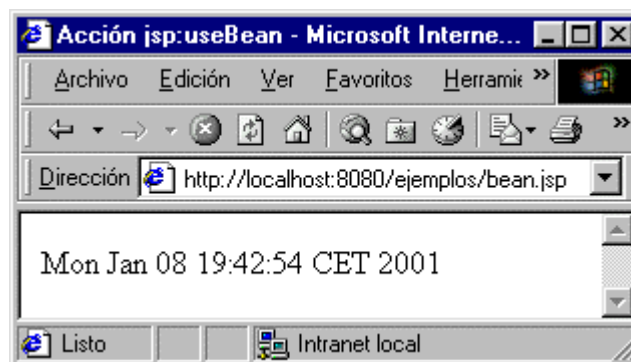 Acción jsp:useBean - Microsoft Interne...
Archivo Edición Ver Favoritos Herramie »
»
Dirección http://localhost:8080/ejemplos/bean.jsp
Mon Jan 08 19:42:54 CET 2001
Listo Intranet local